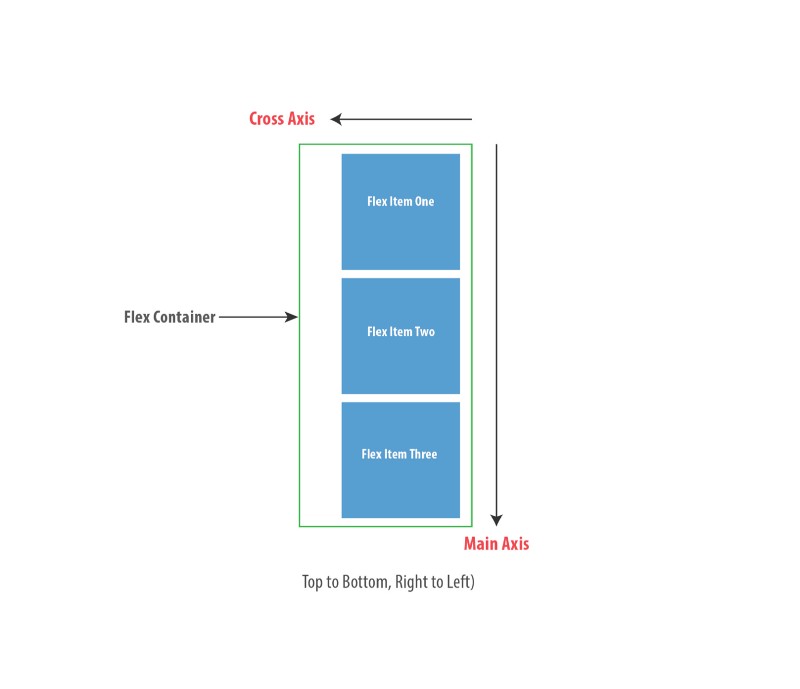 Cross Axis
Flex Item One
Flex Container
Flex Item Two
Flex Item Three
Main Axis
Top to Bottom, Right to Left)